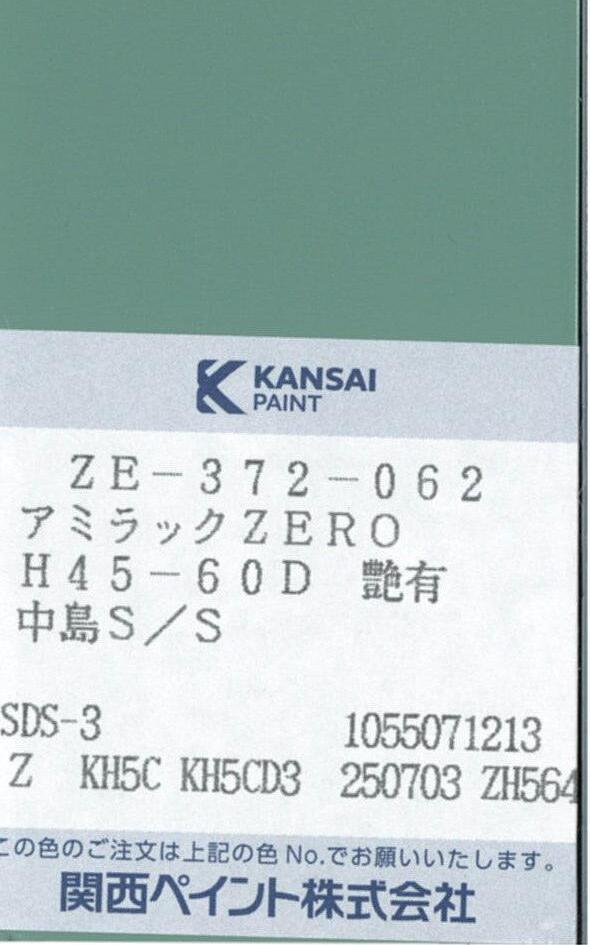 KANSAI
PAINT
ZE-372-062
アミラックZERO
H45-60D 艶有
中島S/S
SDS-3 1055071213
Z KH5C KH5CD3 250703 ZH564
この色のご注文は上記の色No.でお願いいたします。
関西ペイント株式会社